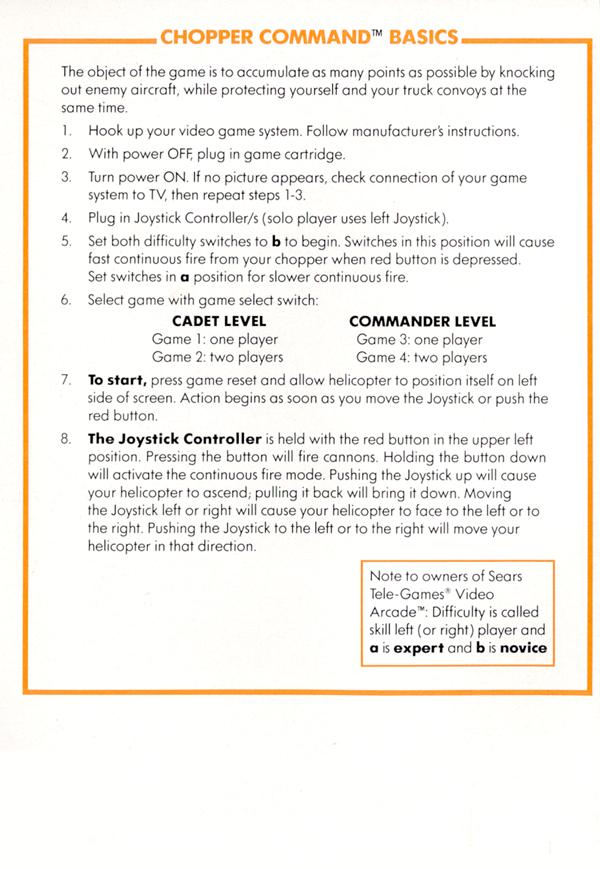 CHOPPER COMMAND™ BASICS
The object of the game is to accumulate as many points as possible by knocking
out enemy aircraft, while protecting yourself and your truck convoys at the
same time.
1. Hook up your video game system. Follow manufacturer's instructions.
2. With power OFF, plug in game cartridge.
3. Turn power ON. If no picture appears, check connection of your game
system to TV, then repeat steps 1-3.
4. Plug in Joystick Controller/s (solo player uses left Joystick).
5. Set both difficulty switches to b to begin. Switches in this position will cause
fast continuous fire from your chopper when red button is depressed.
Set switches in a position for slower continuous fire.
6. Select game with game select switch:
CADET LEVEL COMMANDER LEVEL
Game 1: one player Game 3: one player
Game 2: two players Game 4: two players
7. To start, press game reset and allow helicopter to position itself on left
side of screen. Action begins as soon as you move the Joystick or push the
red button.
8. The Joystick Controller is held with the red button in the upper left
position. Pressing the button will fire cannons. Holding the button down
will activate the continuous fire mode. Pushing the Joystick up will cause
your helicopter to ascend; pulling it back will bring it down. Moving
the Joystick left or right will cause your helicopter to face to the left or to
the right. Pushing the Joystick to the left or to the right will move your
helicopter in that direction.
Note to owners of Sears
Tele-Games® Video
Arcade™: Difficulty is called
skill left (or right) player and
a is expert and b is novice